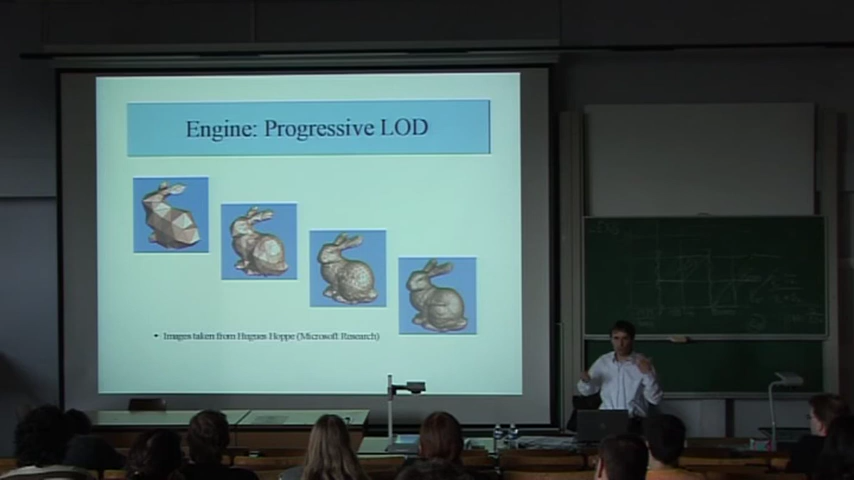 Engine: Progressive LOD
• Images taken from Hugues Hoppe (Microsoft Research)